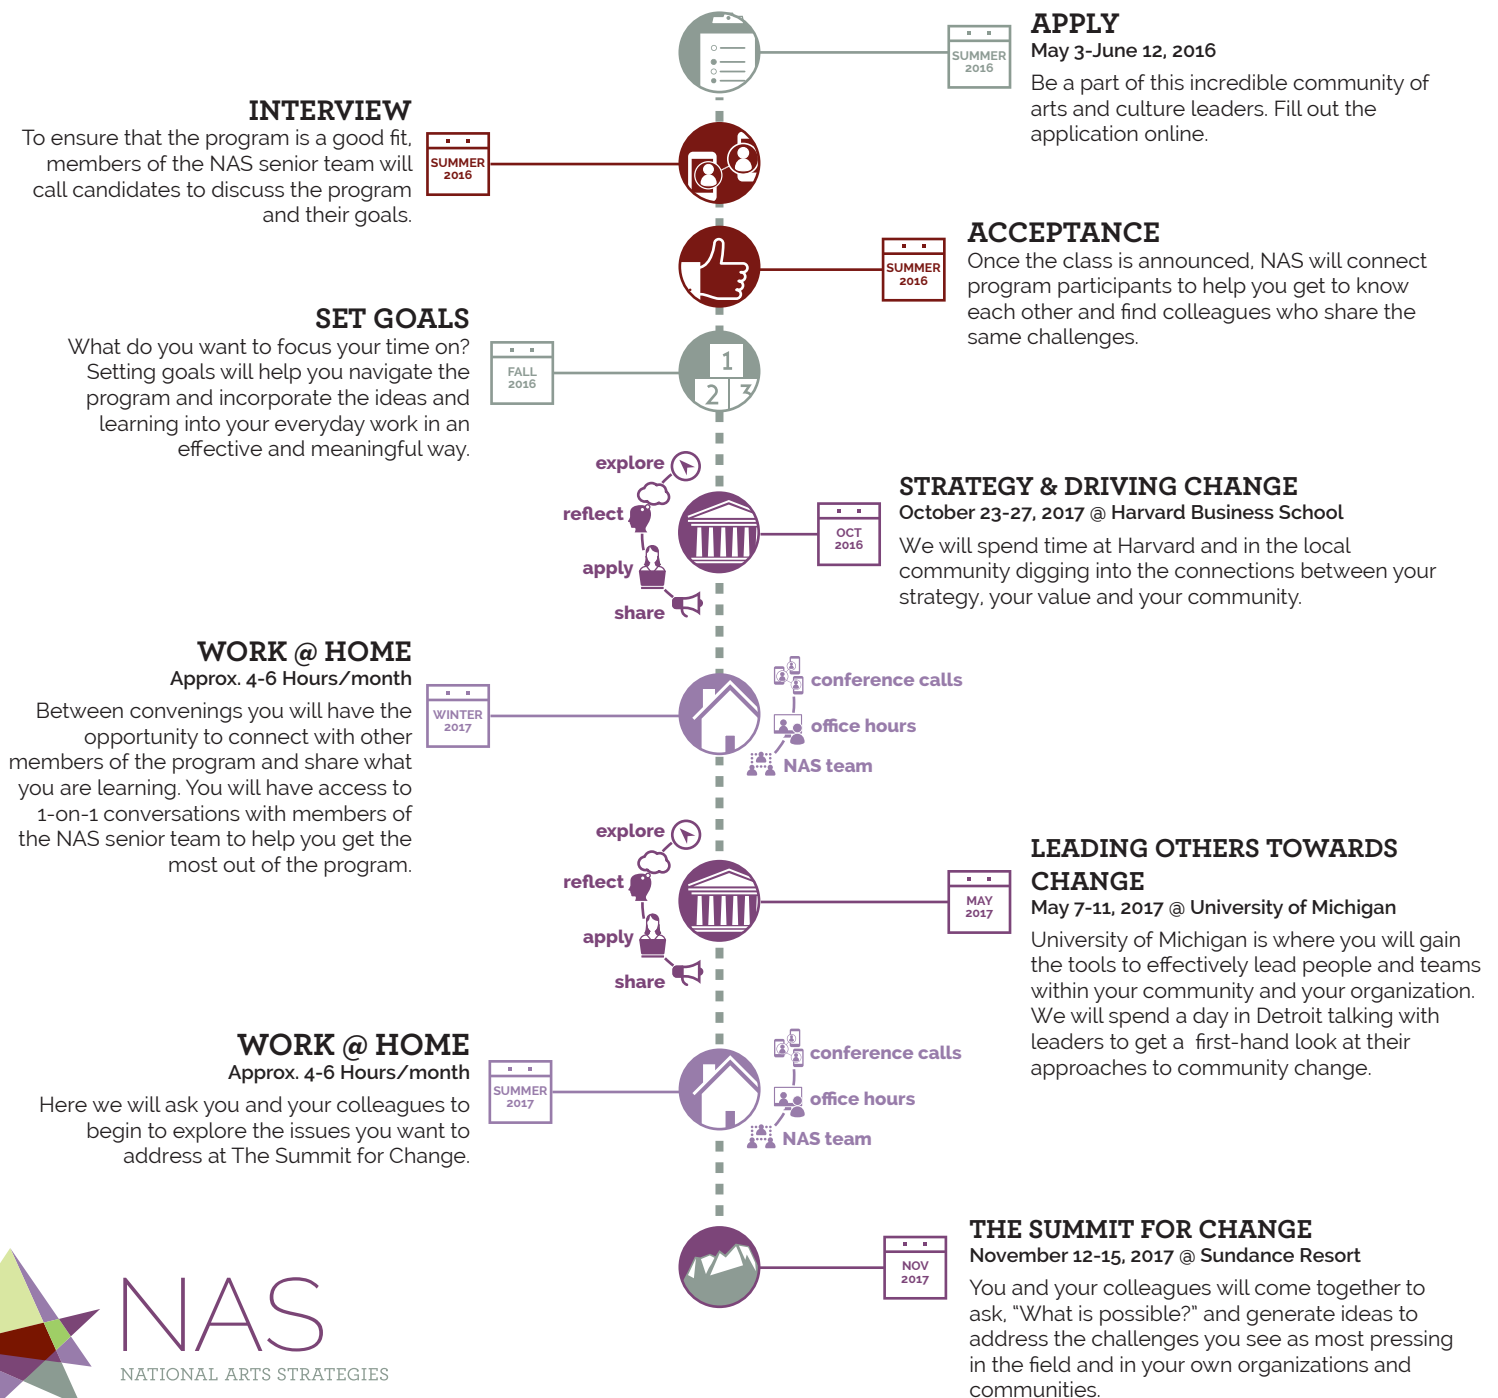 APPLY
May 3-June 12, 2016
SUMMER
2016
Be a part of this incredible community of
arts and culture leaders. Fill out the
application online.
INTERVIEW
To ensure that the program is a good fit,
members of the NAS senior team will
call candidates to discuss the program
and their goals.
SUMMER
2016
ACCEPTANCE
Once the class is announced, NAS will connect
program participants to help you get to know
each other and find colleagues who share the
same challenges.
SUMMER
2016
SET GOALS
What do you want to focus your time on?
Setting goals will help you navigate the
program and incorporate the ideas and
learning into your everyday work in an
effective and meaningful way.
FALL
2016
1
2 3
explore
reflect
apply
share
STRATEGY & DRIVING CHANGE
October 23-27, 2017 @ Harvard Business School
OCT
2016
We will spend time at Harvard and in the local
community digging into the connections between your
strategy, your value and your community.
WORK @ HOME
Approx. 4-6 Hours/month
Between convenings you will have the
opportunity to connect with other
members of the program and share what
you are learning. You will have access to
1-on-1 conversations with members of
the NAS senior team to help you get the
most out of the program.
WINTER
2017
conference calls
office hours
NAS team
explore
reflect
apply
share
LEADING OTHERS TOWARDS
CHANGE
May 7-11, 2017 @ University of Michigan
MAY
2017
University of Michigan is where you will gain
the tools to effectively lead people and teams
within your community and your organization.
We will spend a day in Detroit talking with
leaders to get a first-hand look at their
approaches to community change.
WORK @ HOME
Approx. 4-6 Hours/month
Here we will ask you and your colleagues to
begin to explore the issues you want to
address at The Summit for Change.
SUMMER
2017
conference calls
office hours
NAS team
THE SUMMIT FOR CHANGE
November 12-15, 2017 @ Sundance Resort
NOV
2017
You and your colleagues will come together to
ask, “What is possible?” and generate ideas to
address the challenges you see as most pressing
in the field and in your own organizations and
communities.
NAS
NATIONAL ARTS STRATEGIES